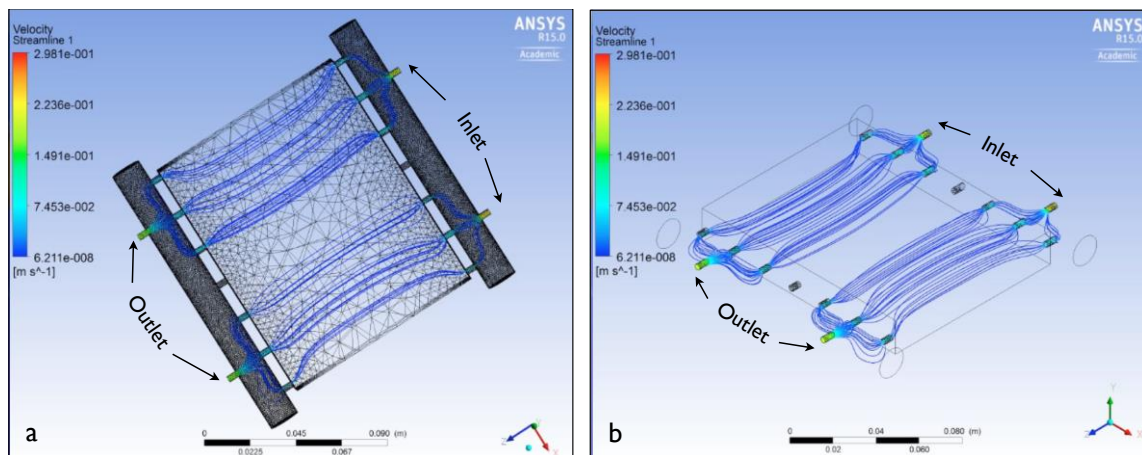 Velocity
Streamline 1
2.981e-001
2.236e-001
1.491e-001
7.453e-002
6.211e-008
[m s^-1]
ANSYS
R15.0
Academic
Inlet
Outlet
0 0.045 0.090 (m)
0.0225 0.067
Z Y X
a
Velocity
Streamline 1
2.981e-001
2.236e-001
1.491e-001
7.453e-002
6.211e-008
[m s^-1]
ANSYS
R15.0
Academic
Inlet
Outlet
0 0.04 0.080 (m)
0.02 0.060
Y
Z X
b